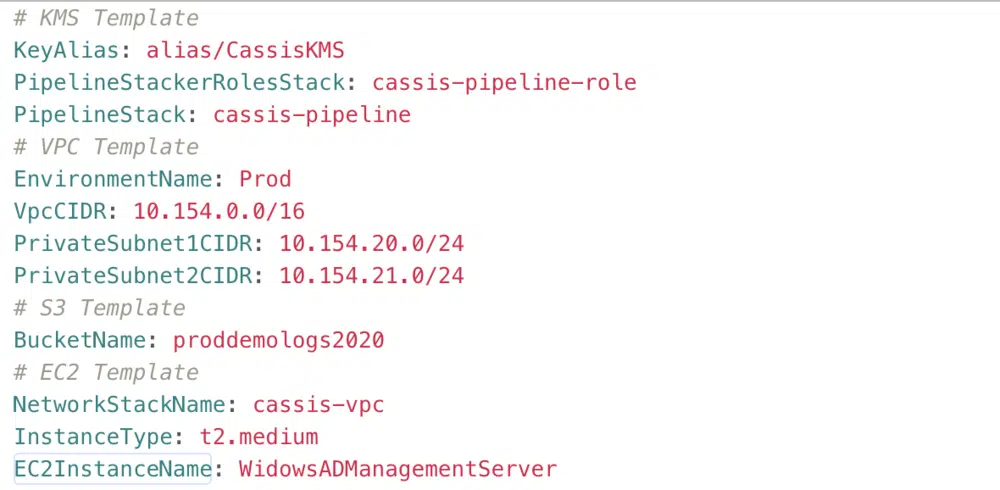 # KMS Template
KeyAlias: alias/CassisKMS
PipelineStackerRolesStack: cassis-pipeline-role
PipelineStack: cassis-pipeline
# VPC Template
EnvironmentName: Prod
VpcCIDR: 10.154.0.0/16
PrivateSubnet1CIDR: 10.154.20.0/24
PrivateSubnet2CIDR: 10.154.21.0/24
# S3 Template
BucketName: proddemologs2020
# EC2 Template
NetworkStackName: cassis-vpc
InstanceType: t2.medium
EC2InstanceName: WidowsADManagementServer